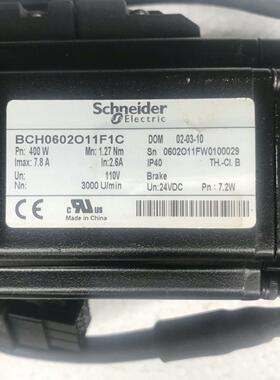 Schneider
Electric
BCH0602O11F1C DOM 02-03-10
Pn: 400 W Mn: 1.27 Nm Sn 0602O11FW0100029
Imax: 7.8 A In:2.6A IP40 TH.-Cl. B
Un: 110V Brake
Nn: 3000 U/min Un:24VDC Pn : 7.2W
CE RU US
Made in China